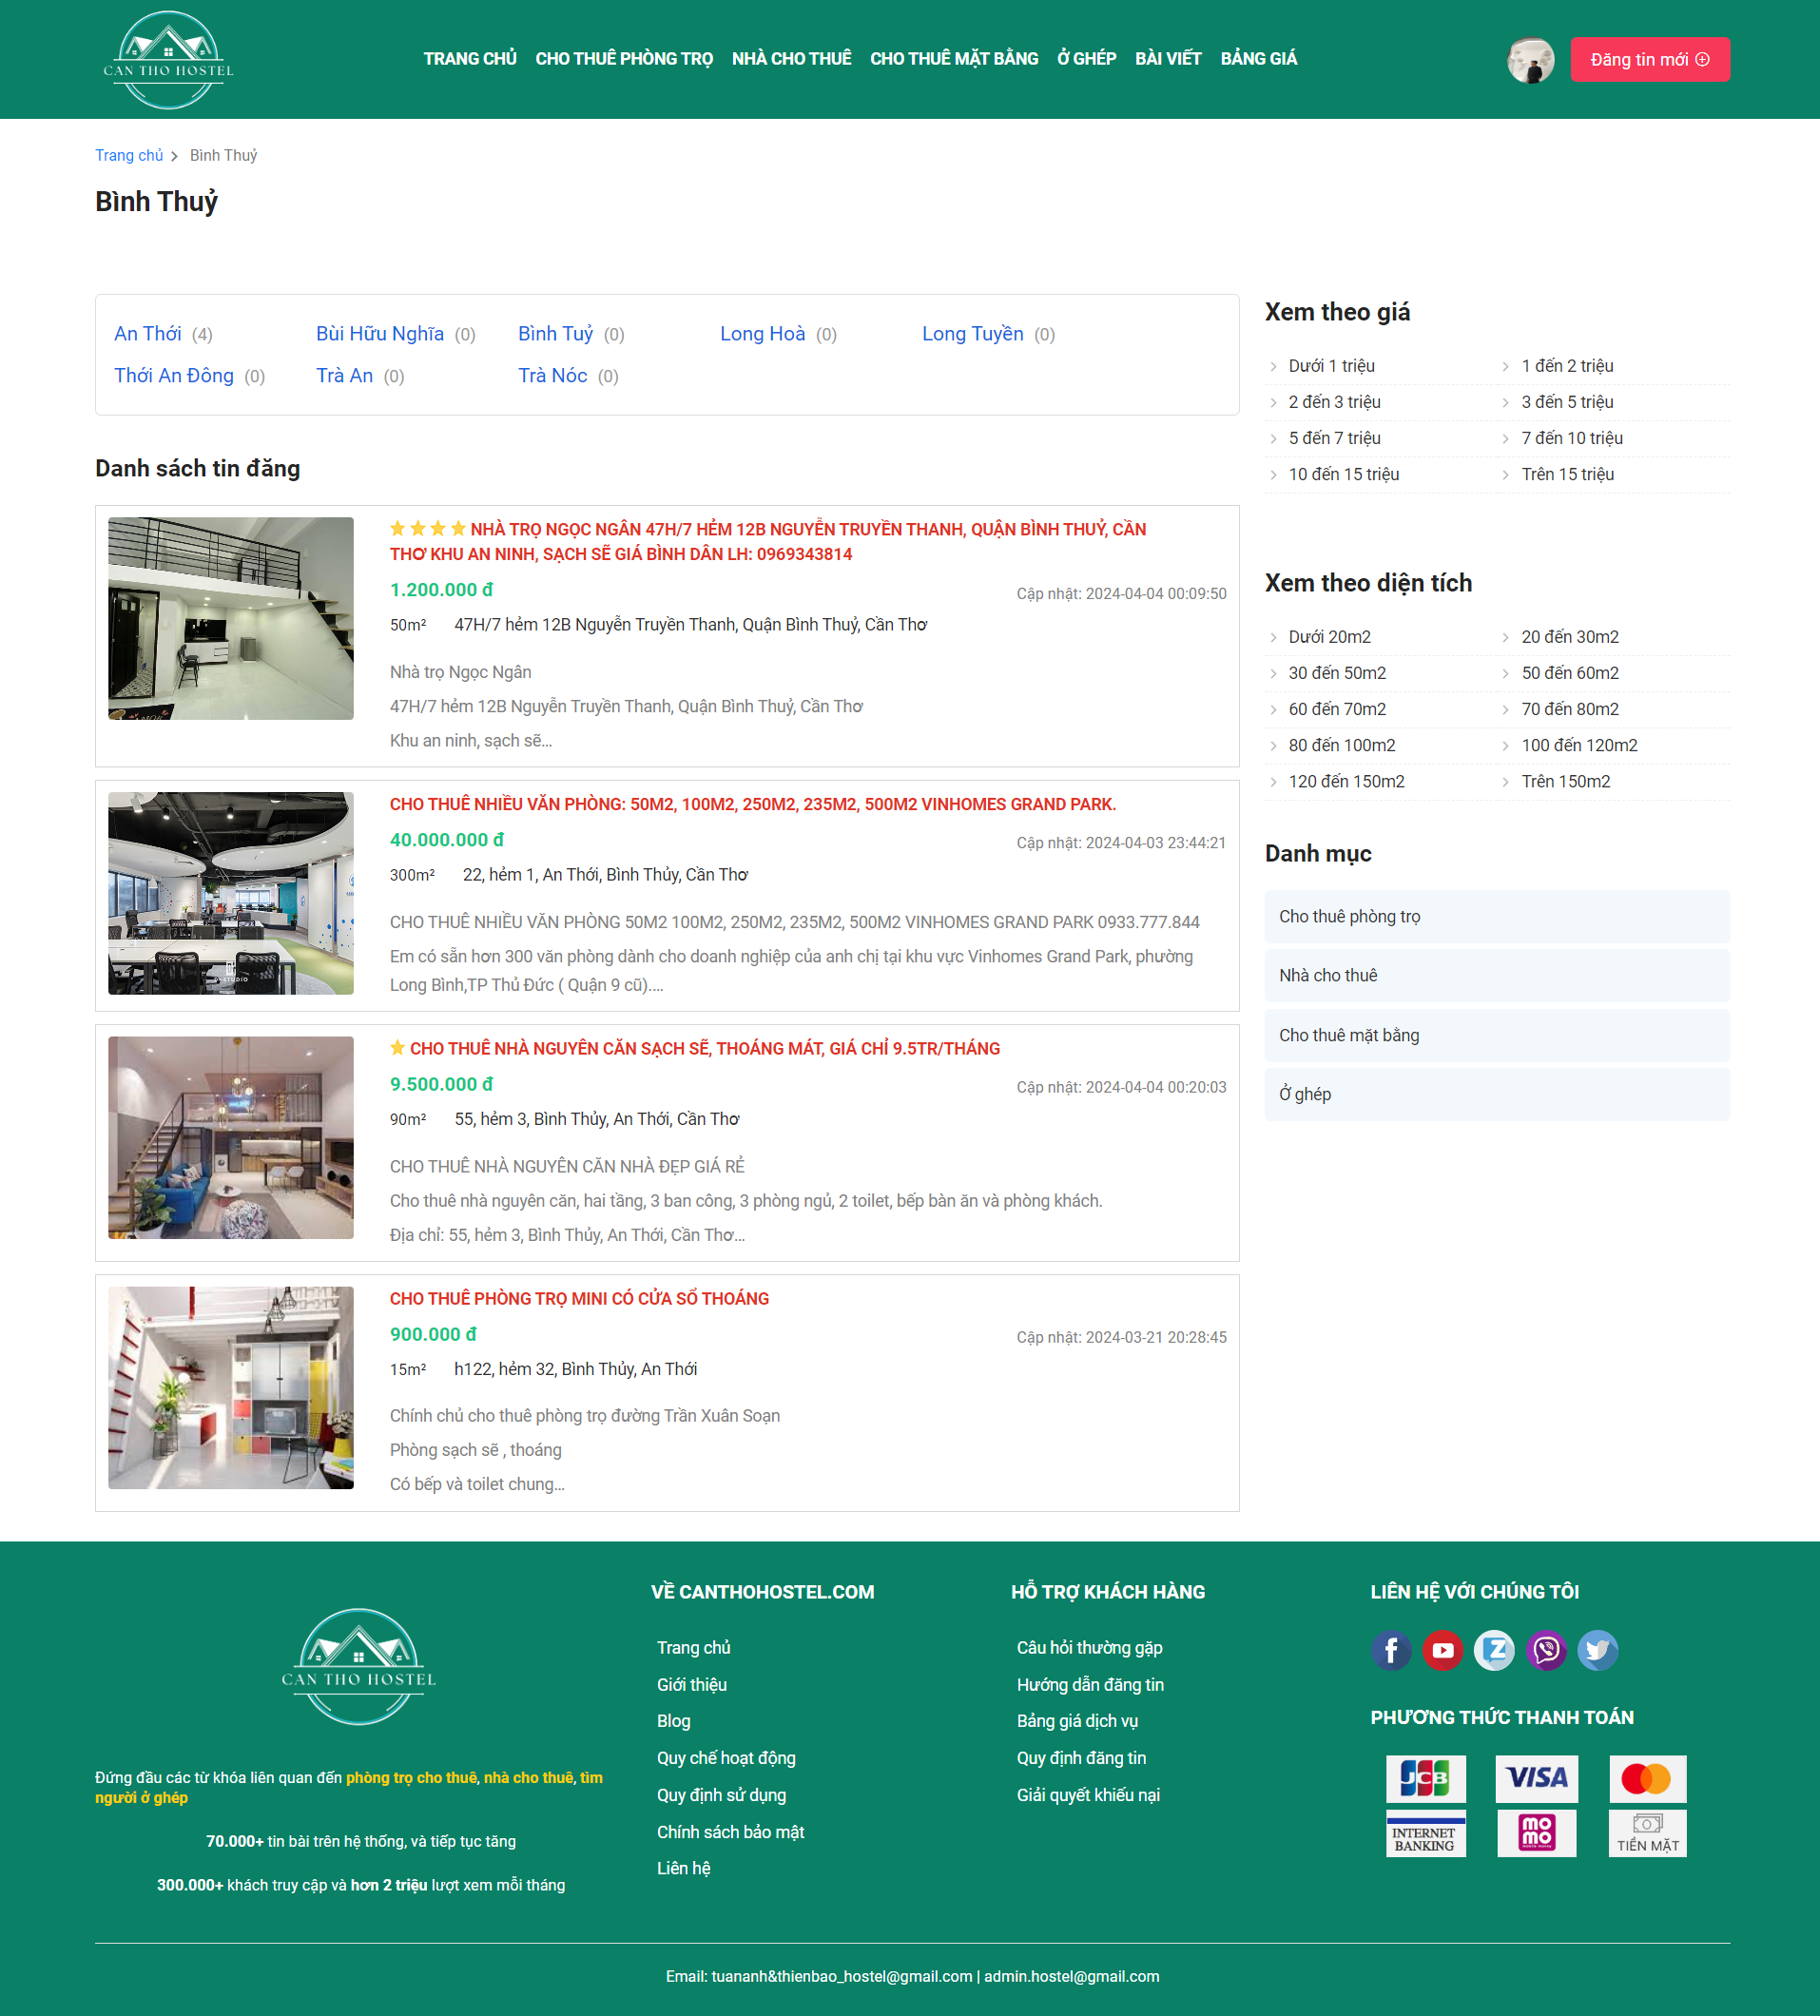 CAN THO HOSTEL
TRANG CHỦ CHO THUÊ PHÒNG TRỌ NHÀ CHO THUÊ CHO THUÊ MẶT BẰNG Ở GHÉP BÀI VIẾT BẢNG GIÁ
Đăng tin mới
Trang chủ Bình Thuỷ
Bình Thuỷ
An Thới (4) Bùi Hữu Nghĩa (0) Bình Tuỷ (0) Long Hoà (0) Long Tuyền (0)
Thới An Đông (0) Trà An (0) Trà Nóc (0)
Danh sách tin đăng
NHÀ TRỌ NGỌC NGÂN 47H/7 HẺM 12B NGUYỄN TRUYỀN THANH, QUẬN BÌNH THUỶ, CẦN
THƠ KHU AN NINH, SẠCH SẼ GIÁ BÌNH DÂN LH: 0969343814
1.200.000 đ
Cập nhật: 2024-04-04 00:09:50
50m² 47H/7 hẻm 12B Nguyễn Truyền Thanh, Quận Bình Thuỷ, Cần Thơ
Nhà trọ Ngọc Ngân
47H/7 hẻm 12B Nguyễn Truyền Thanh, Quận Bình Thuỷ, Cần Thơ
Khu an ninh, sạch sẽ...
CHO THUÊ NHIỀU VĂN PHÒNG: 50M2, 100M2, 250M2, 235M2, 500M2 VINHOMES GRAND PARK.
40.000.000 đ
Cập nhật: 2024-04-03 23:44:21
300m² 22, hẻm 1, An Thới, Bình Thủy, Cần Thơ
CHO THUÊ NHIỀU VĂN PHÒNG 50M2 100M2, 250M2, 235M2, 500M2 VINHOMES GRAND PARK 0933.777.844
Em có sẵn hơn 300 văn phòng dành cho doanh nghiệp của anh chị tại khu vực Vinhomes Grand Park, phường
Long Bình,TP Thủ Đức ( Quận 9 cũ)....
CHO THUÊ NHÀ NGUYÊN CĂN SẠCH SẼ, THOÁNG MÁT, GIÁ CHỈ 9.5TR/THÁNG
9.500.000 đ
Cập nhật: 2024-04-04 00:20:03
90m² 55, hẻm 3, Bình Thủy, An Thới, Cần Thơ
CHO THUÊ NHÀ NGUYÊN CĂN NHÀ ĐẸP GIÁ RẺ
Cho thuê nhà nguyên căn, hai tầng, 3 ban công, 3 phòng ngủ, 2 toilet, bếp bàn ăn và phòng khách.
Địa chỉ: 55, hẻm 3, Bình Thủy, An Thới, Cần Thơ...
CHO THUÊ PHÒNG TRỌ MINI CÓ CỬA SỔ THOÁNG
900.000 đ
Cập nhật: 2024-03-21 20:28:45
15m² h122, hẻm 32, Bình Thủy, An Thới
Chính chủ cho thuê phòng trọ đường Trần Xuân Soạn
Phòng sạch sẽ , thoáng
Có bếp và toilet chung...
Xem theo giá
Dưới 1 triệu 1 đến 2 triệu
2 đến 3 triệu 3 đến 5 triệu
5 đến 7 triệu 7 đến 10 triệu
10 đến 15 triệu Trên 15 triệu
Xem theo diện tích
Dưới 20m2 20 đến 30m2
30 đến 50m2 50 đến 60m2
60 đến 70m2 70 đến 80m2
80 đến 100m2 100 đến 120m2
120 đến 150m2 Trên 150m2
Danh mục
Cho thuê phòng trọ
Nhà cho thuê
Cho thuê mặt bằng
Ở ghép
CAN THO HOSTEL
Đứng đầu các từ khóa liên quan đến phòng trọ cho thuê, nhà cho thuê, tìm
người ở ghép
70.000+ tin bài trên hệ thống, và tiếp tục tăng
300.000+ khách truy cập và hơn 2 triệu lượt xem mỗi tháng
VỀ CANTHOHOSTEL.COM
Trang chủ
Giới thiệu
Blog
Quy chế hoạt động
Quy định sử dụng
Chính sách bảo mật
Liên hệ
HỖ TRỢ KHÁCH HÀNG
Câu hỏi thường gặp
Hướng dẫn đăng tin
Bảng giá dịch vụ
Quy định đăng tin
Giải quyết khiếu nại
LIÊN HỆ VỚI CHÚNG TÔI
PHƯƠNG THỨC THANH TOÁN
JCB VISA
INTERNET
BANKING
mo
mo
TIỀN MẶT
Email: tuananh&thienbao_hostel@gmail.com | admin.hostel@gmail.com